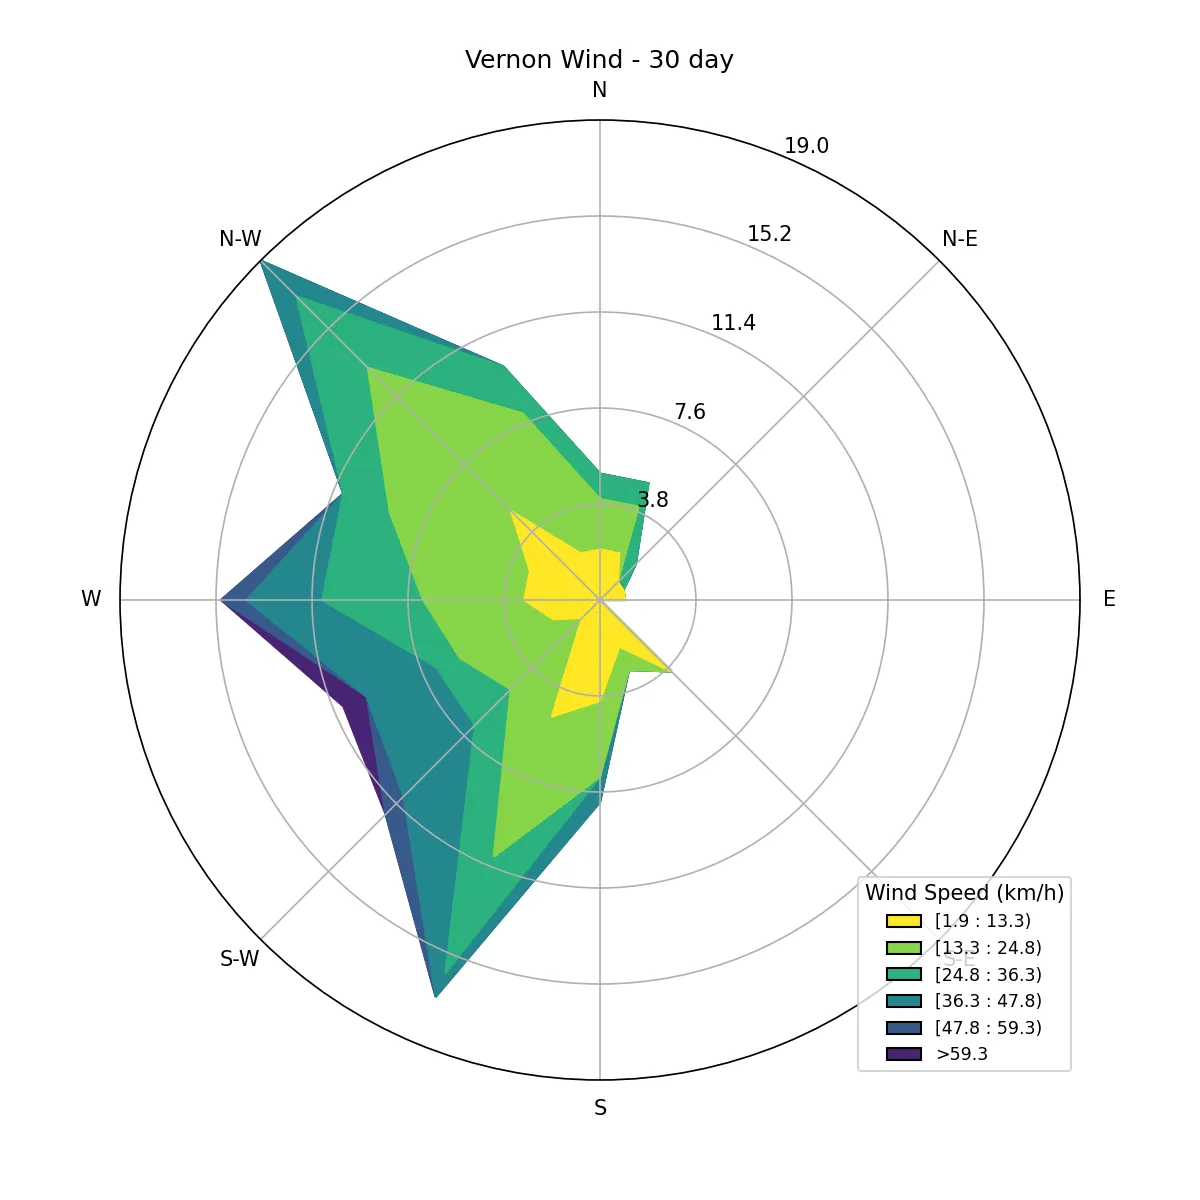 Vernon Wind - 30 day
N
19.0
15.2
N-W
N-E
11.4
7.6
3.8
W
E
S-W
S-E
S
Wind Speed (km/h)
[1.9 : 13.3)
[13.3 : 24.8)
[24.8 : 36.3)
[36.3 : 47.8)
[47.8 : 59.3)
>59.3